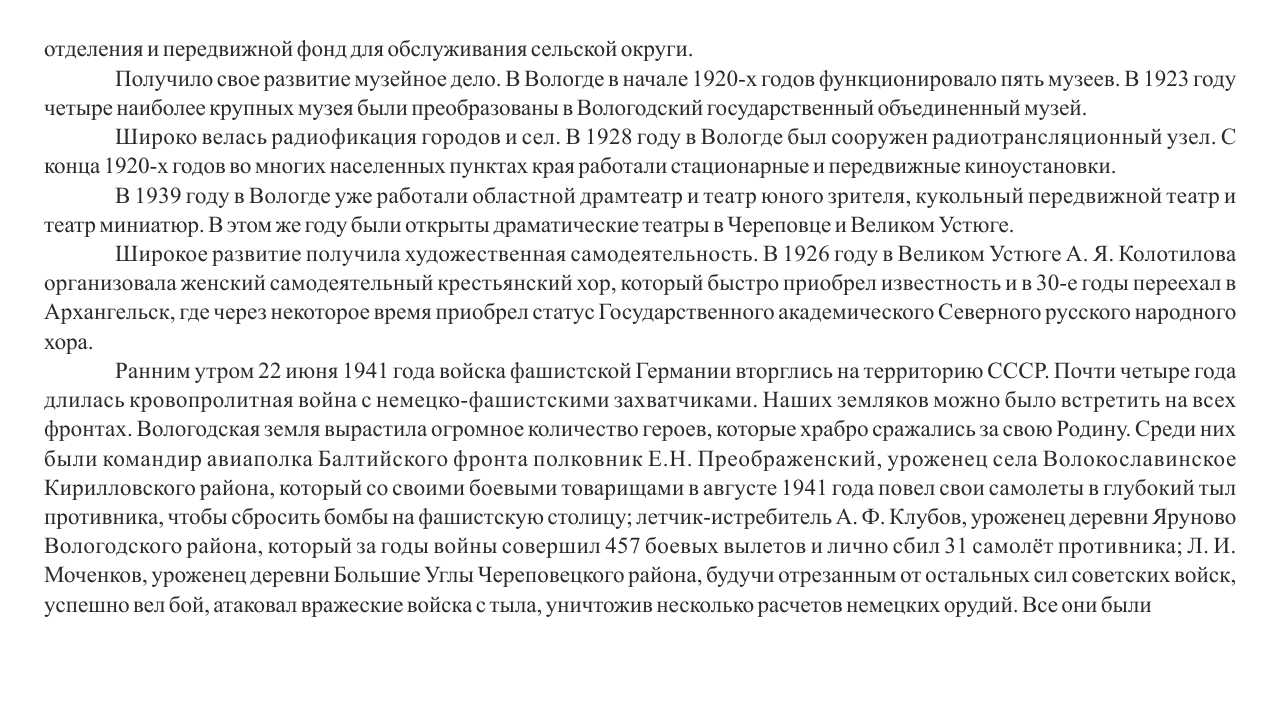 отделения и передвижной фонд для обслуживания сельской округи.
Получило свое развитие музейное дело. В Вологде в начале 1920-х годов функционировало пять музеев. В 1923 году
четыре наиболее крупных музея были преобразованы в Вологодский государственный объединенный музей.
Широко велась радиофикация городов и сел. В 1928 году в Вологде был сооружен радиотрансляционный узел. С
конца 1920-х годов во многих населенных пунктах края работали стационарные и передвижные киноустановки.
В 1939 году в Вологде уже работали областной драмтеатр и театр юного зрителя, кукольный передвижной театр и
театр миниатюр. В этом же году были открыты драматические театры в Череповце и Великом Устюге.
Широкое развитие получила художественная самодеятельность. В 1926 году в Великом Устюге А. Я. Колотилова
организовала женский самодеятельный крестьянский хор, который быстро приобрел известность и в 30-е годы переехал в
Архангельск, где через некоторое время приобрел статус Государственного академического Северного русского народного
хора.
Ранним утром 22 июня 1941 года войска фашистской Германии вторглись на территорию СССР. Почти четыре года
длилась кровопролитная война с немецко-фашистскими захватчиками. Наших земляков можно было встретить на всех
фронтах. Вологодская земля вырастила огромное количество героев, которые храбро сражались за свою Родину. Среди них
были командир авиаполка Балтийского фронта полковник Е.Н. Преображенский, уроженец села Волокославинское
Кирилловского района, который со своими боевыми товарищами в августе 1941 года повел свои самолеты в глубокий тыл
противника, чтобы сбросить бомбы на фашистскую столицу; летчик-истребитель А. Ф. Клубов, уроженец деревни Яруново
Вологодского района, который за годы войны совершил 457 боевых вылетов и лично сбил 31 самолёт противника; Л. И.
Моченков, уроженец деревни Большие Углы Череповецкого района, будучи отрезанным от остальных сил советских войск,
успешно вел бой, атаковал вражеские войска с тыла, уничтожив несколько расчетов немецких орудий. Все они были